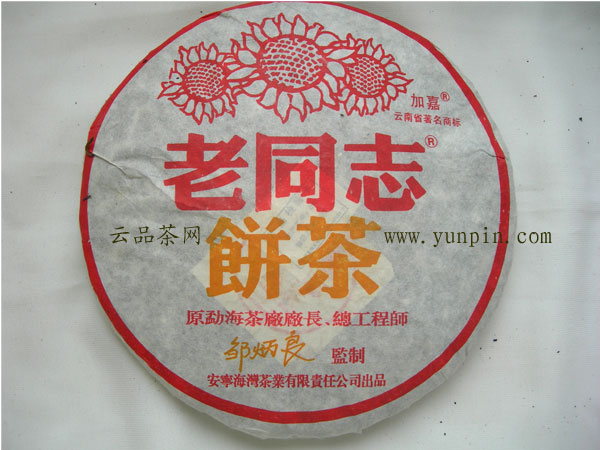 加嘉®
云南省著名商标
老同志®
餅茶
云品茶网 www.yunpin.com
原勐海茶廠廠長、總工程師
邹炳良 監制
安寧海灣茶業有限責任公司出品